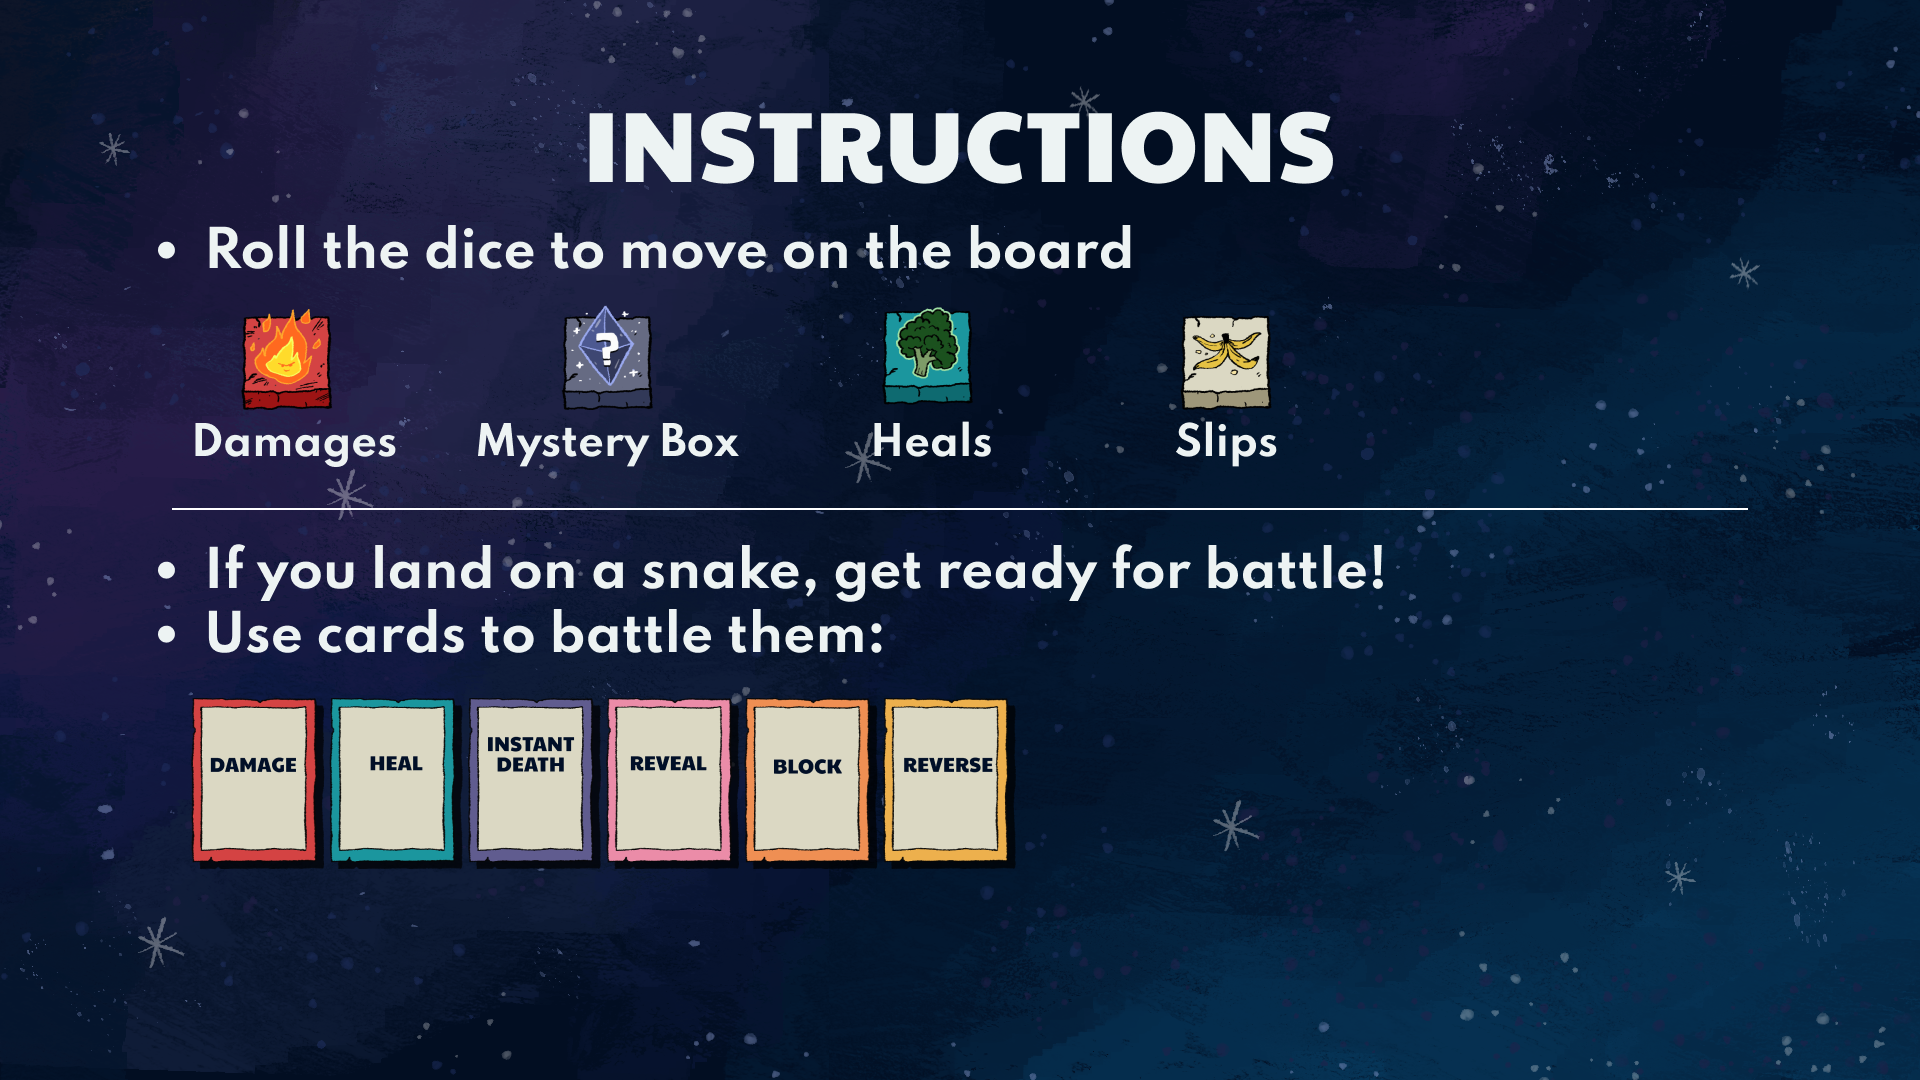 INSTRUCTIONS
• Roll the dice to move on the board
?
Damages Mystery Box Heals Slips
• If you land on a snake, get ready for battle!
• Use cards to battle them:
DAMAGE HEAL INSTANT DEATH REVEAL BLOCK REVERSE